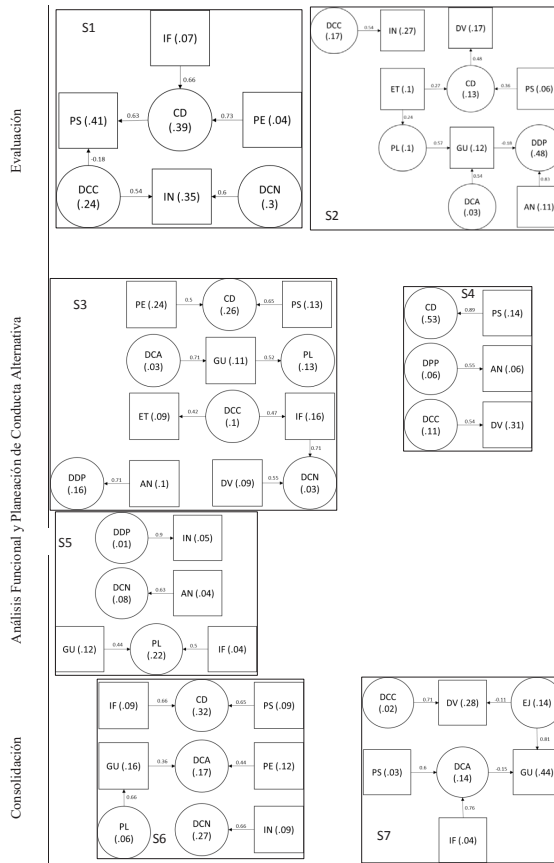 Evaluación
S1
IF (.07)
0.66
PS (.41)
0.63
CD
(.39)
0.73
PE (.04)
-0.18
DCC
(.24)
0.54
IN (.35)
0.6
DCN
(.3)
DCC
(.17)
0.54
IN (.27)
DV (.17)
0.48
ET (.1)
0.27
CD
(.13)
0.36
PS (.06)
0.24
PL (.1)
0.57
GU (.12)
-0.18
DDP
(.48)
0.54
0.83
DCA
(.03)
AN (.11)
S2
Análisis Funcional y Planeación de Conducta Alternativa
S3
PE (.24)
0.5
CD
(.26)
0.65
PS (.13)
DCA
(.03)
0.71
GU (.11)
0.52
PL
(.13)
ET (.09)
0.42
DCC
(.1)
0.47
IF (.16)
0.71
DDP
(.16)
0.71
AN (.1)
DV (.09)
0.55
DCN
(.03)
S4
CD
(.53)
0.89
PS (.14)
DPP
(.06)
0.55
AN (.06)
DCC
(.11)
0.54
DV (.31)
S5
DDP
(.01)
0.9
IN (.05)
DCN
(.08)
0.63
AN (.04)
GU (.12)
0.44
PL
(.22)
0.5
IF (.04)
Consolidación
IF (.09)
0.66
CD
(.32)
0.65
PS (.09)
GU (.16)
0.36
DCA
(.17)
0.44
PE (.12)
0.66
PL
(.06)
DCN
(.27)
0.66
IN (.09)
S6
DCC
(.02)
0.71
DV (.28)
-0.11
EJ (.14)
0.81
PS (.03)
0.6
DCA
(.14)
-0.15
GU (.44)
0.76
IF (.04)
S7